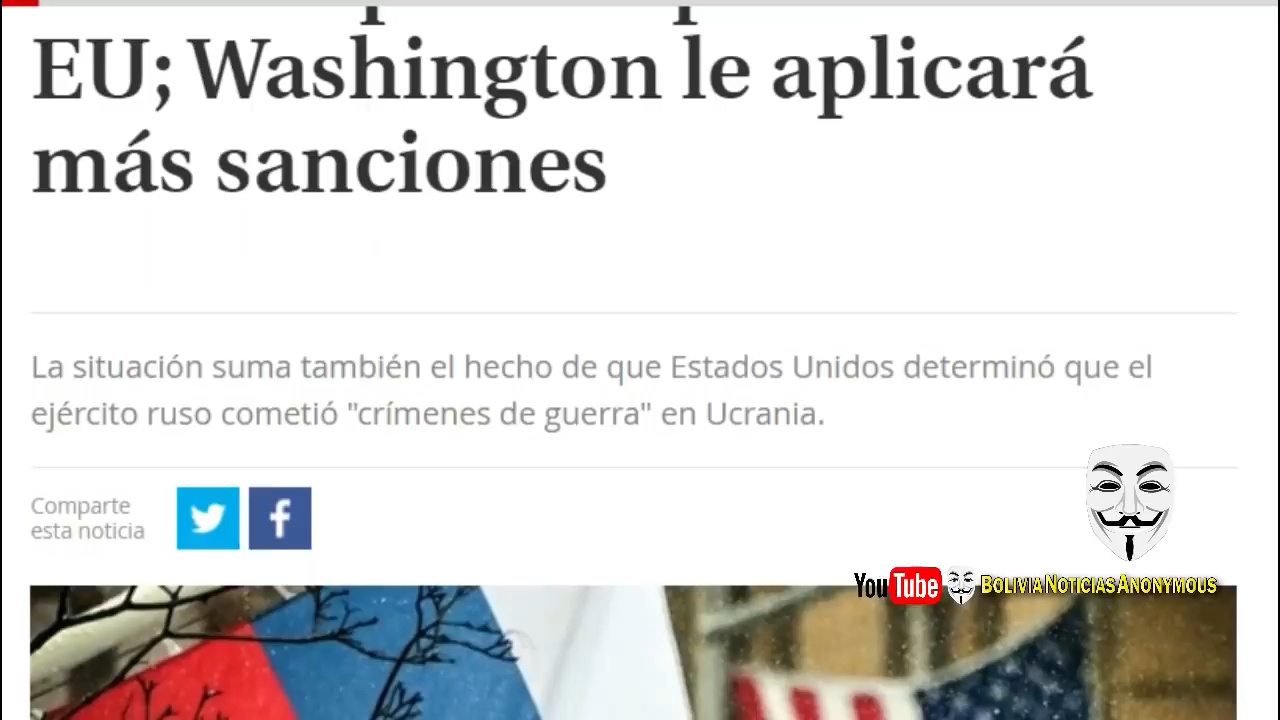 EU; Washington le aplicará
más sanciones
La situación suma también el hecho de que Estados Unidos determinó que el
ejército ruso cometió "crímenes de guerra" en Ucrania.
Comparte
esta noticia
YouTube BOLIVIA NOTICIAS ANONYMOUS